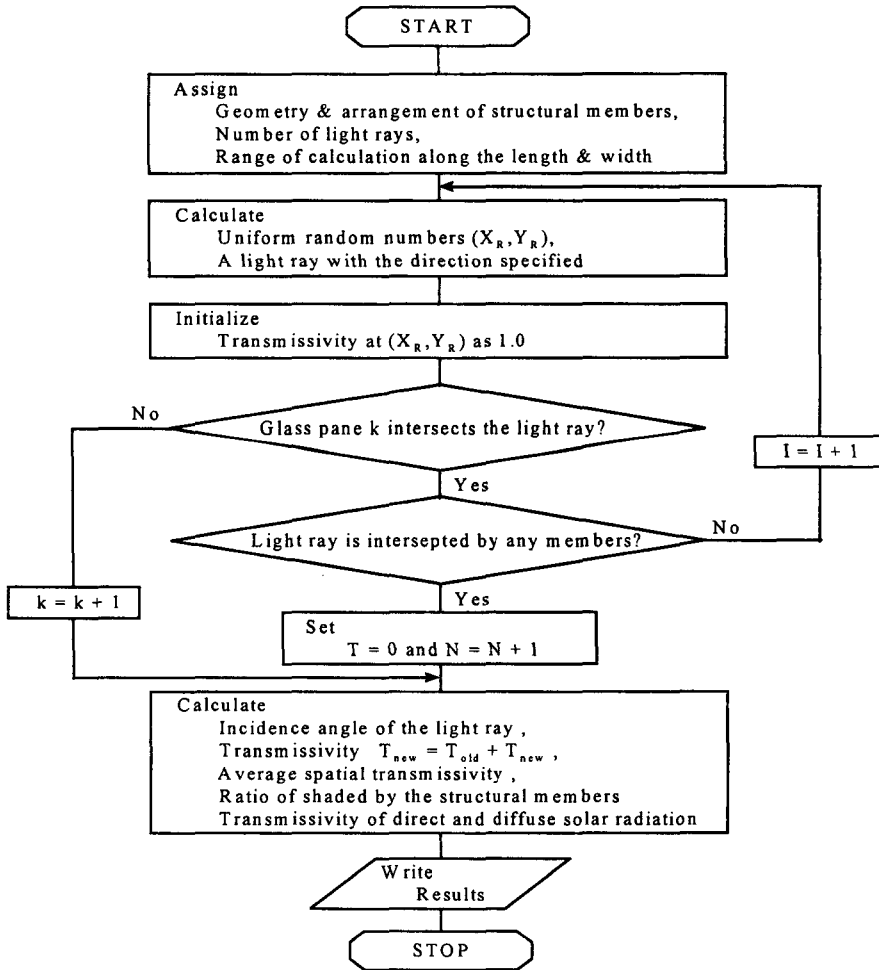 START
Assign
Geometry & arrangement of structural members,
Number of light rays,
Range of calculation along the length & width
Calculate
Uniform random numbers (X_R, Y_R),
A light ray with the direction specified
Initialize
Transmissivity at (X_R, Y_R) as 1.0
No
Glass pane k intersects the light ray?
I = I + 1
Yes
Light ray is intersepted by any members?
No
k = k + 1
Yes
Set
T = 0 and N = N + 1
Calculate
Incidence angle of the light ray ,
Transmissivity T_new = T_old + T_new ,
Average spatial transmissivity ,
Ratio of shaded by the structural members
Transmissivity of direct and diffuse solar radiation
Write
Results
STOP